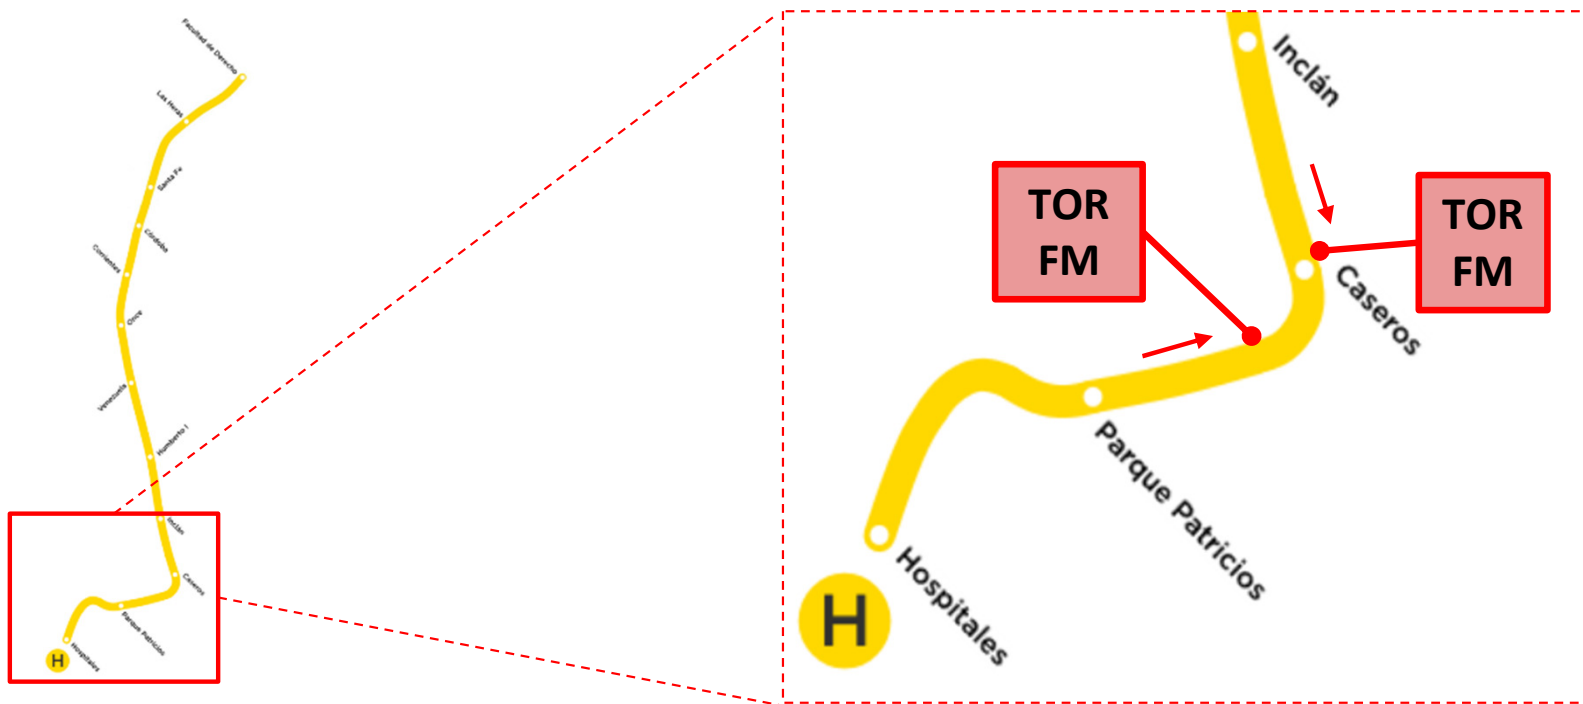 Facultad de Derecho
Las Heras
Santa Fe
Córdoba
Corrientes
Once
Venezuela
Humberto I
Inclán
Caseros
Parque Patricios
Hospitales
H
Inclán
TOR
FM
TOR
FM
Caseros
Parque Patricios
Hospitales
H